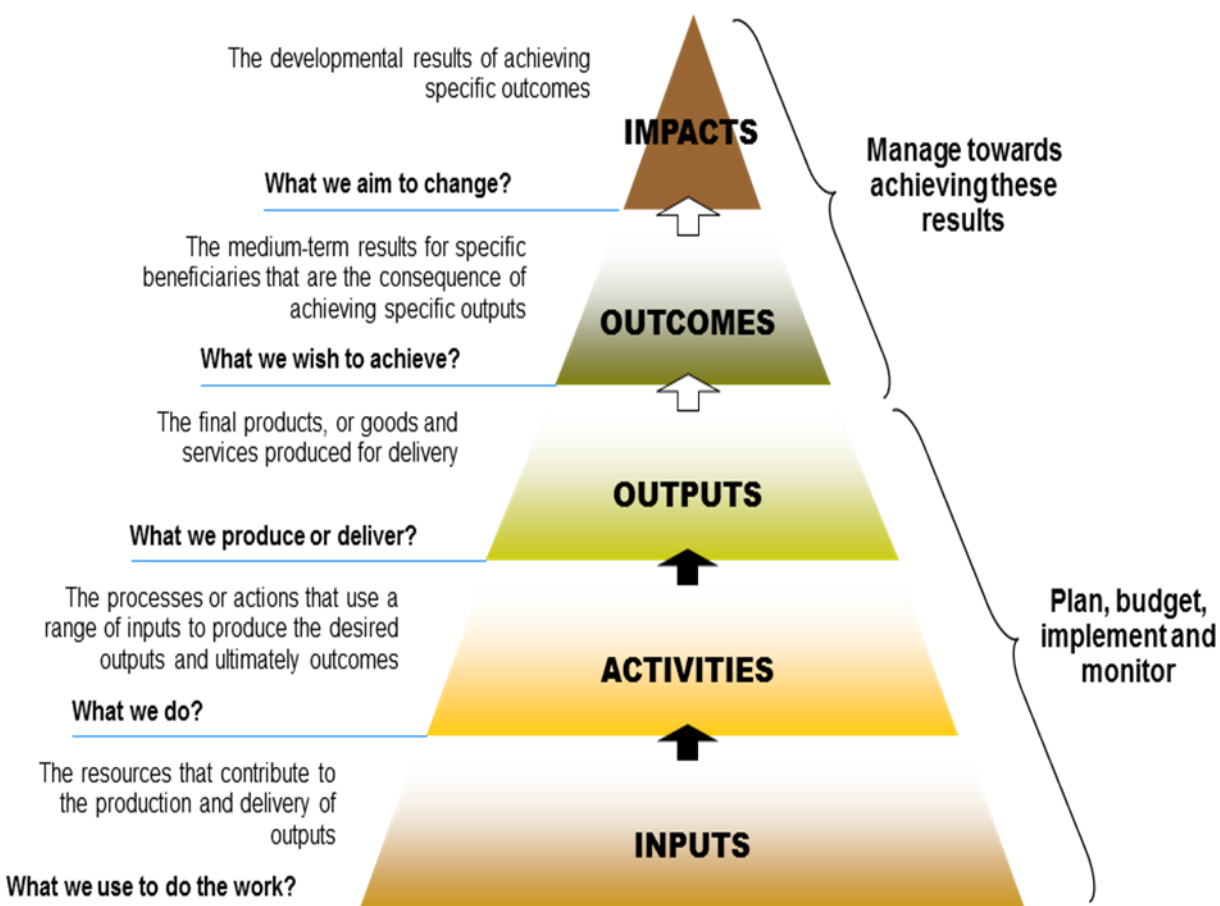 The developmental results of achieving
specific outcomes
IMPACTS
What we aim to change?
Manage towards
achieving these
results
The medium-term results for specific
beneficiaries that are the consequence of
achieving specific outputs
OUTCOMES
What we wish to achieve?
The final products, or goods and
services produced for delivery
OUTPUTS
What we produce or deliver?
The processes or actions that use a
range of inputs to produce the desired
outputs and ultimately outcomes
ACTIVITIES
What we do?
Plan, budget,
implement and
monitor
The resources that contribute to
the production and delivery of
outputs
INPUTS
What we use to do the work?